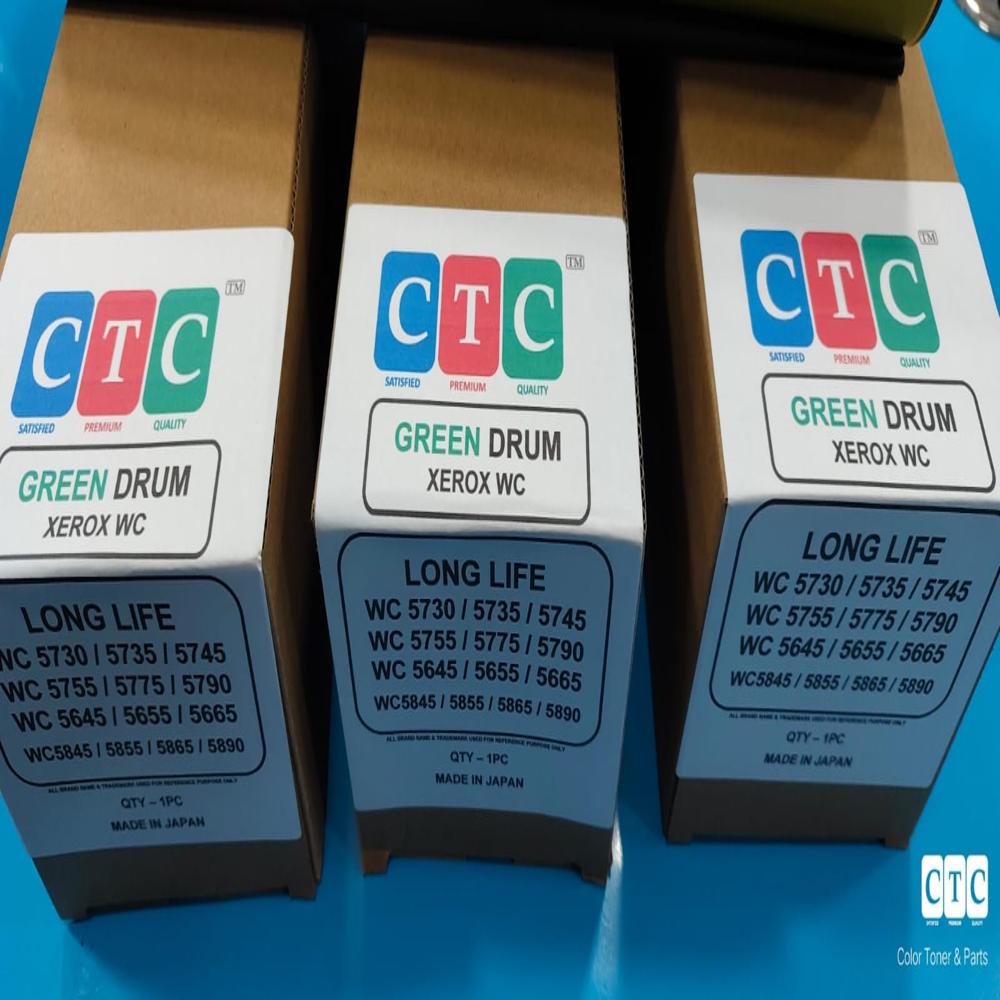 CTC TM
SATISFIED PREMIUM QUALITY
GREEN DRUM
XEROX WC
LONG LIFE
WC 5730 / 5735 / 5745
WC 5755 / 5775 / 5790
WC 5645 / 5655 / 5665
WC5845 / 5855 / 5865 / 5890
ALL BRAND NAME & TRADEMARK USED FOR REFERENCE PURPOSE ONLY
QTY – 1PC
MADE IN JAPAN
CTC TM
SATISFIED PREMIUM QUALITY
GREEN DRUM
XEROX WC
LONG LIFE
WC 5730 / 5735 / 5745
WC 5755 / 5775 / 5790
WC 5645 / 5655 / 5665
WC5845 / 5855 / 5865 / 5890
ALL BRAND NAME & TRADEMARK USED FOR REFERENCE PURPOSE ONLY
QTY – 1PC
MADE IN JAPAN
CTC TM
SATISFIED PREMIUM QUALITY
GREEN DRUM
XEROX WC
LONG LIFE
WC 5730 / 5735 / 5745
WC 5755 / 5775 / 5790
WC 5645 / 5655 / 5665
WC5845 / 5855 / 5865 / 5890
ALL BRAND NAME & TRADEMARK USED FOR REFERENCE PURPOSE ONLY
QTY – 1PC
MADE IN JAPAN
CTC
SATISFIED PREMIUM QUALITY
Color Toner & Parts